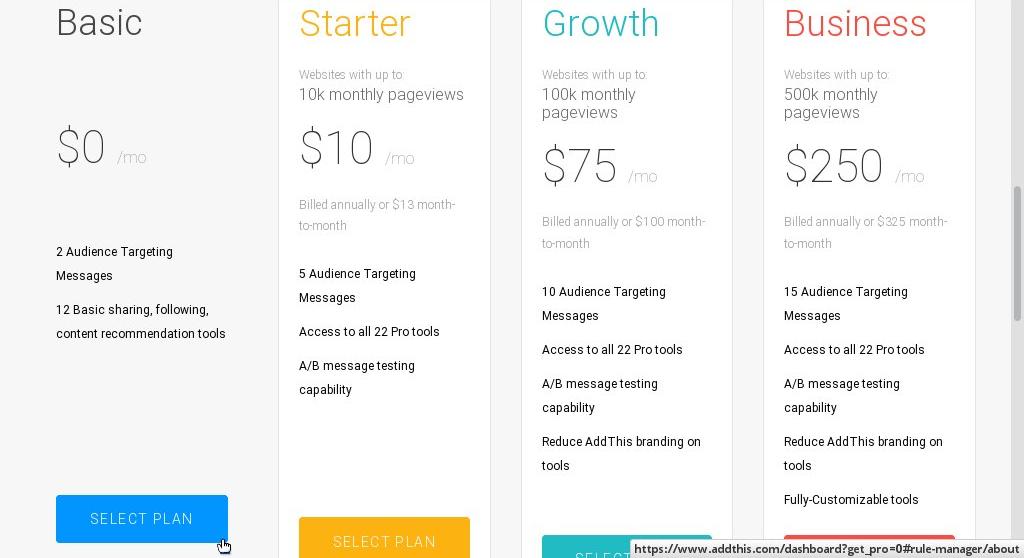 Basic
$0 /mo
2 Audience Targeting
Messages
12 Basic sharing, following,
content recommendation tools
SELECT PLAN
Starter
Websites with up to:
10k monthly pageviews
$10 /mo
Billed annually or $13 month-
to-month
5 Audience Targeting
Messages
Access to all 22 Pro tools
A/B message testing
capability
SELECT PLAN
Growth
Websites with up to:
100k monthly
pageviews
$75 /mo
Billed annually or $100 month-
to-month
10 Audience Targeting
Messages
Access to all 22 Pro tools
A/B message testing
capability
Reduce AddThis branding on
tools
SELECT
Business
Websites with up to:
500k monthly
pageviews
$250 /mo
Billed annually or $325 month-
to-month
15 Audience Targeting
Messages
Access to all 22 Pro tools
A/B message testing
capability
Reduce AddThis branding on
tools
Fully-Customizable tools
https://www.addthis.com/dashboard?get_pro=0#rule-manager/about